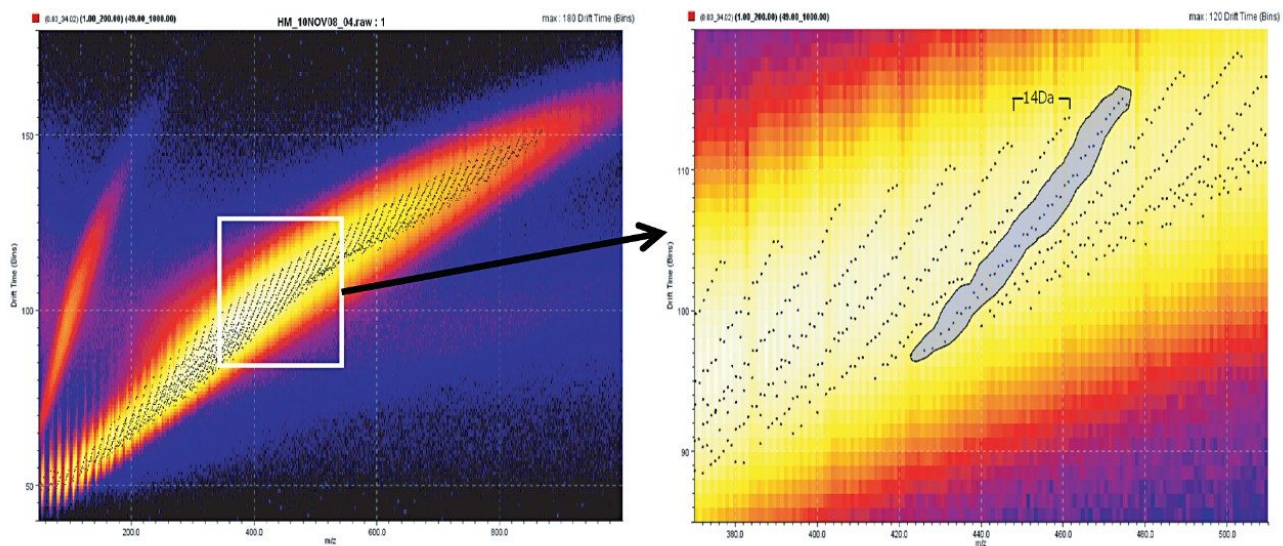 (0.83_34.02) (1.00_200.00) (49.00_1000.00)
HM_10NOV08_04.raw : 1
max : 180 Drift Time (Bins)
150
100
50
Drift Time (Bins)
200.0
400.0
600.0
800.0
m/z
(0.83_34.02) (1.00_200.00) (49.00_1000.00)
max : 120 Drift Time (Bins)
14Da
110
100
90
Drift Time (Bins)
380.0
400.0
420.0
440.0
460.0
480.0
500.0
m/z